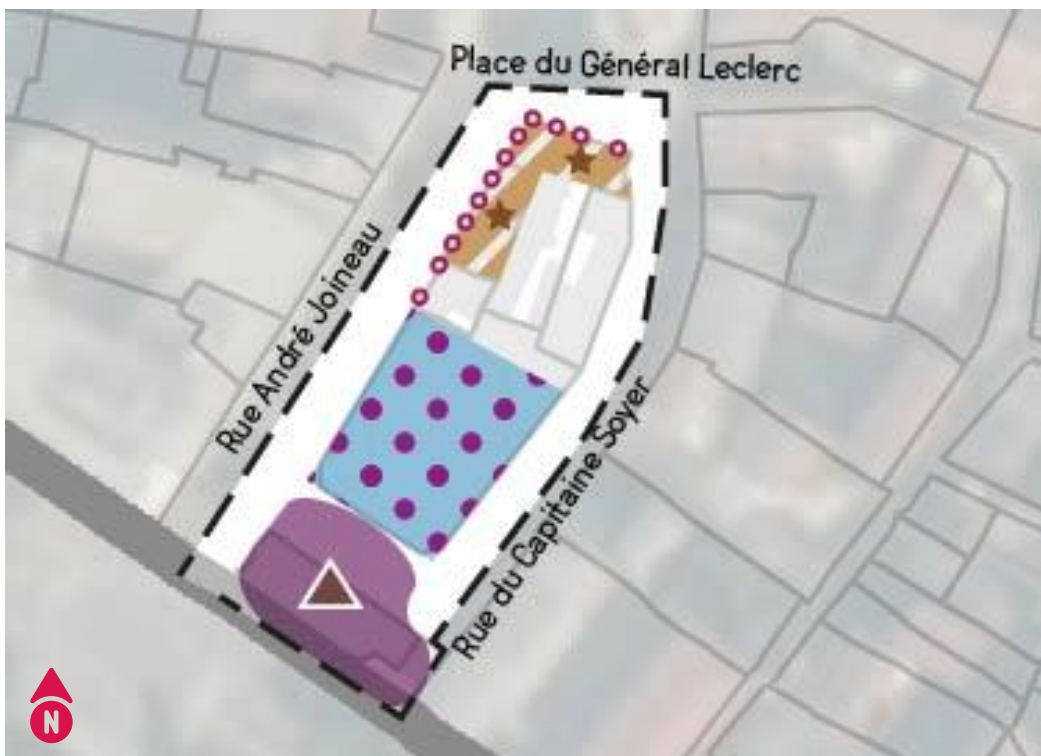 Place du Général Leclerc
Rue André Joineau
Rue du Capitaine Soyer
N